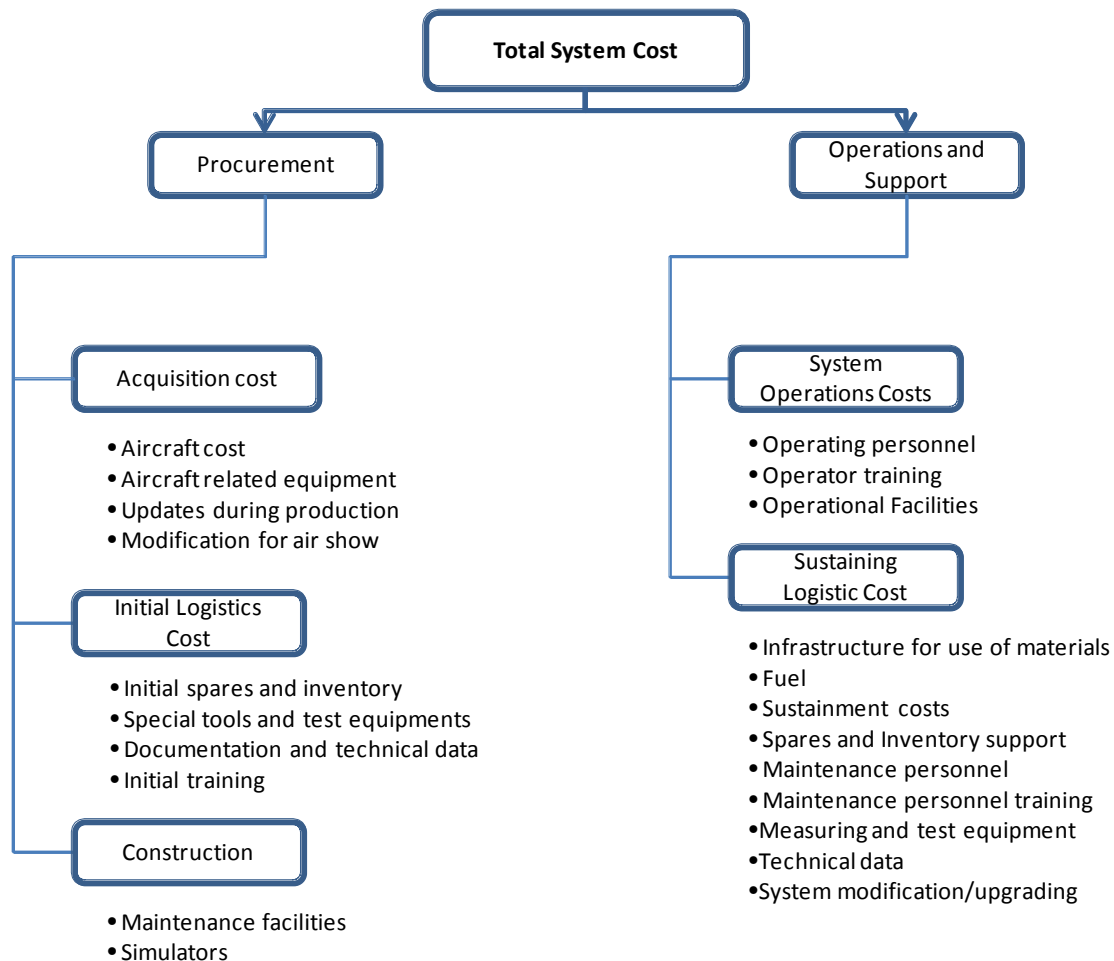 Total System Cost
Procurement
Operations and
Support
Acquisition cost
• Aircraft cost
• Aircraft related equipment
• Updates during production
• Modification for air show
Initial Logistics
Cost
• Initial spares and inventory
• Special tools and test equipments
• Documentation and technical data
• Initial training
Construction
• Maintenance facilities
• Simulators
System
Operations Costs
• Operating personnel
• Operator training
• Operational Facilities
Sustaining
Logistic Cost
• Infrastructure for use of materials
• Fuel
• Sustainment costs
• Spares and Inventory support
• Maintenance personnel
• Maintenance personnel training
• Measuring and test equipment
• Technical data
• System modification/upgrading